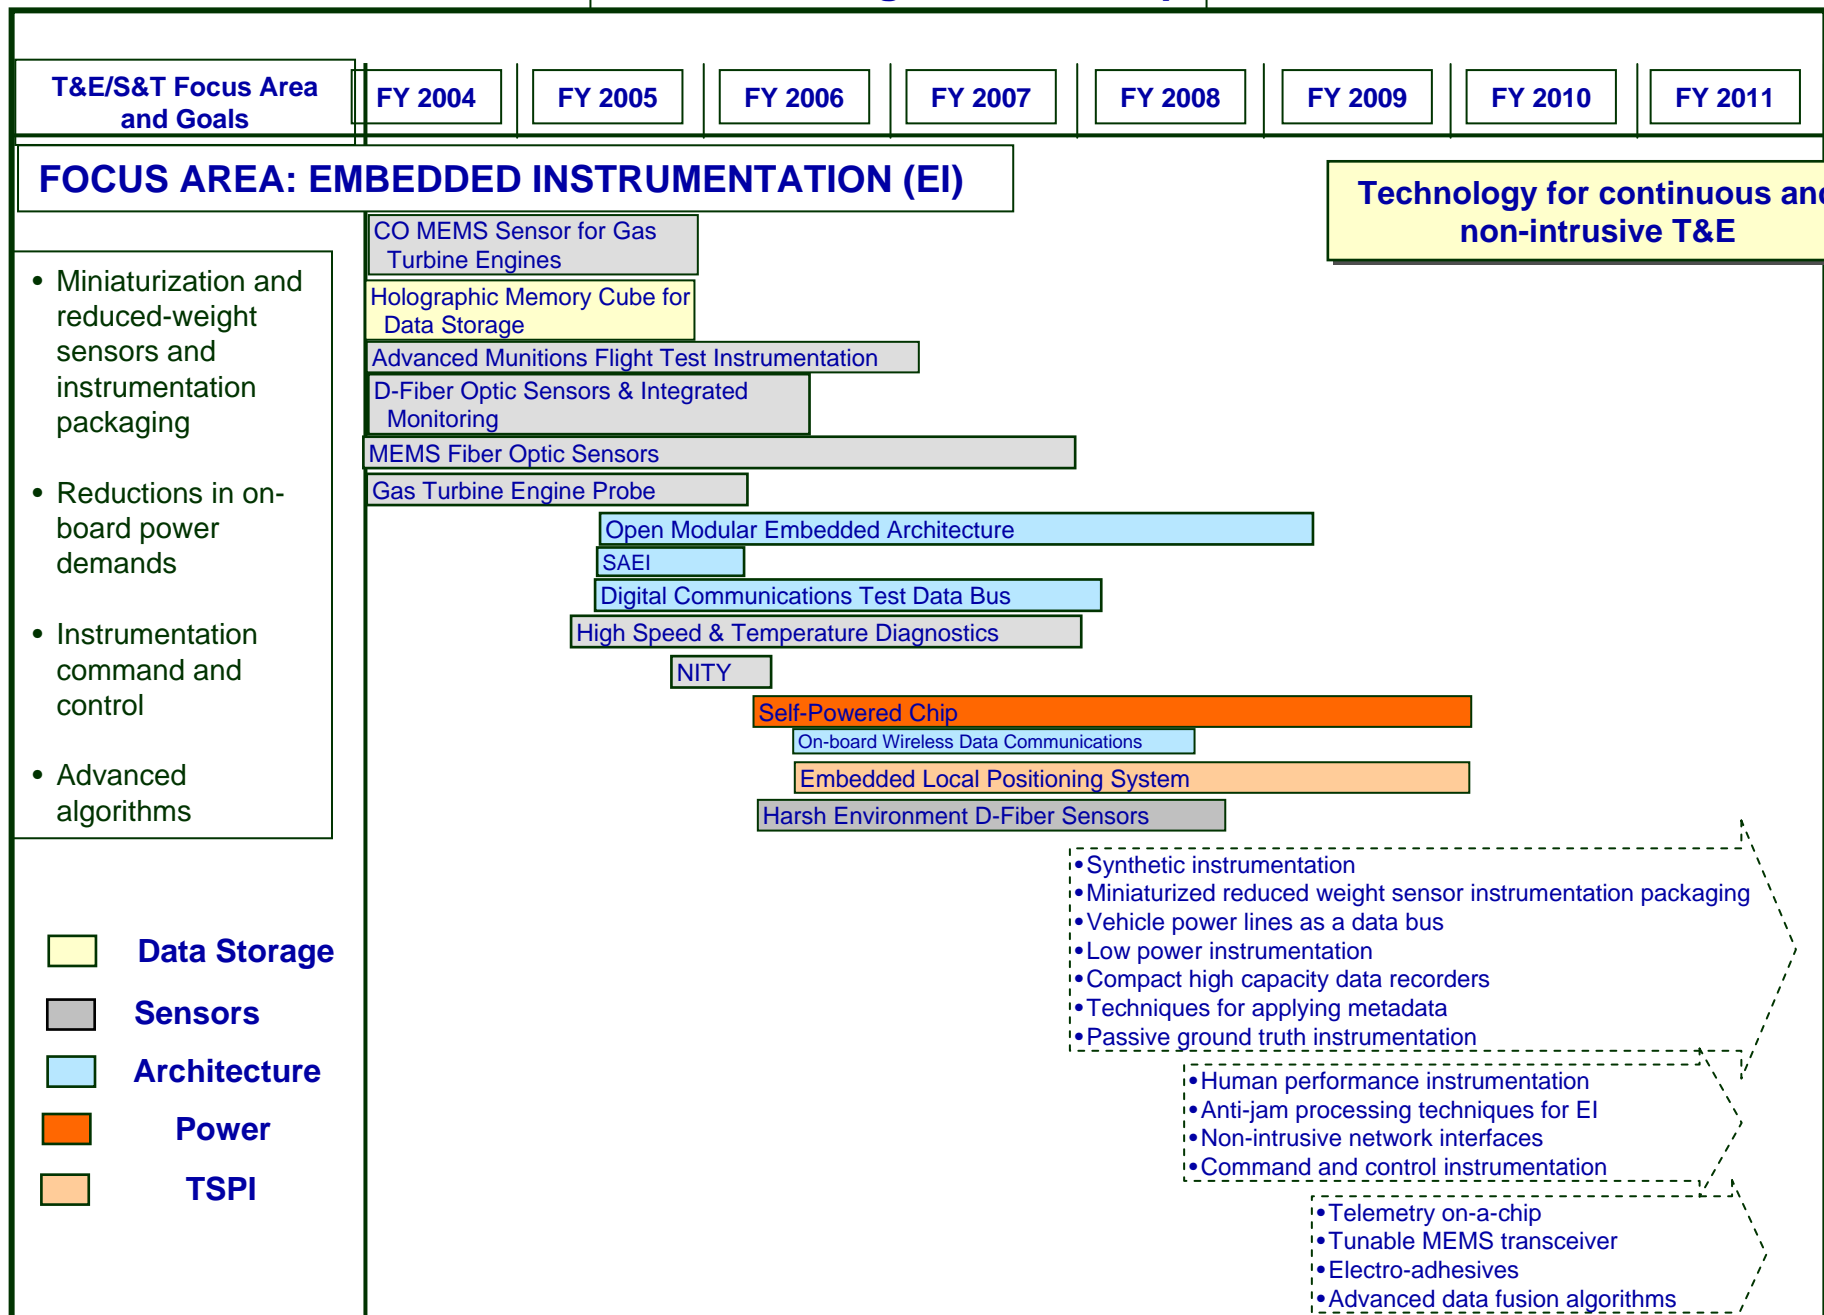 T&E/S&T Focus Area
and Goals
FY 2004
FY 2005
FY 2006
FY 2007
FY 2008
FY 2009
FY 2010
FY 2011
FOCUS AREA: EMBEDDED INSTRUMENTATION (EI)
Technology for continuous and
non-intrusive T&E
• Miniaturization and
reduced-weight
sensors and
instrumentation
packaging
• Reductions in on-
board power
demands
• Instrumentation
command and
control
• Advanced
algorithms
CO MEMS Sensor for Gas
Turbine Engines
Holographic Memory Cube for
Data Storage
Advanced Munitions Flight Test Instrumentation
D-Fiber Optic Sensors & Integrated
Monitoring
MEMS Fiber Optic Sensors
Gas Turbine Engine Probe
Open Modular Embedded Architecture
SAEI
Digital Communications Test Data Bus
High Speed & Temperature Diagnostics
NITY
Self-Powered Chip
On-board Wireless Data Communications
Embedded Local Positioning System
Harsh Environment D-Fiber Sensors
•Synthetic instrumentation
•Miniaturized reduced weight sensor instrumentation packaging
•Vehicle power lines as a data bus
•Low power instrumentation
•Compact high capacity data recorders
•Techniques for applying metadata
•Passive ground truth instrumentation
•Human performance instrumentation
•Anti-jam processing techniques for EI
•Non-intrusive network interfaces
•Command and control instrumentation
•Telemetry on-a-chip
•Tunable MEMS transceiver
•Electro-adhesives
•Advanced data fusion algorithms
Data Storage
Sensors
Architecture
Power
TSPI